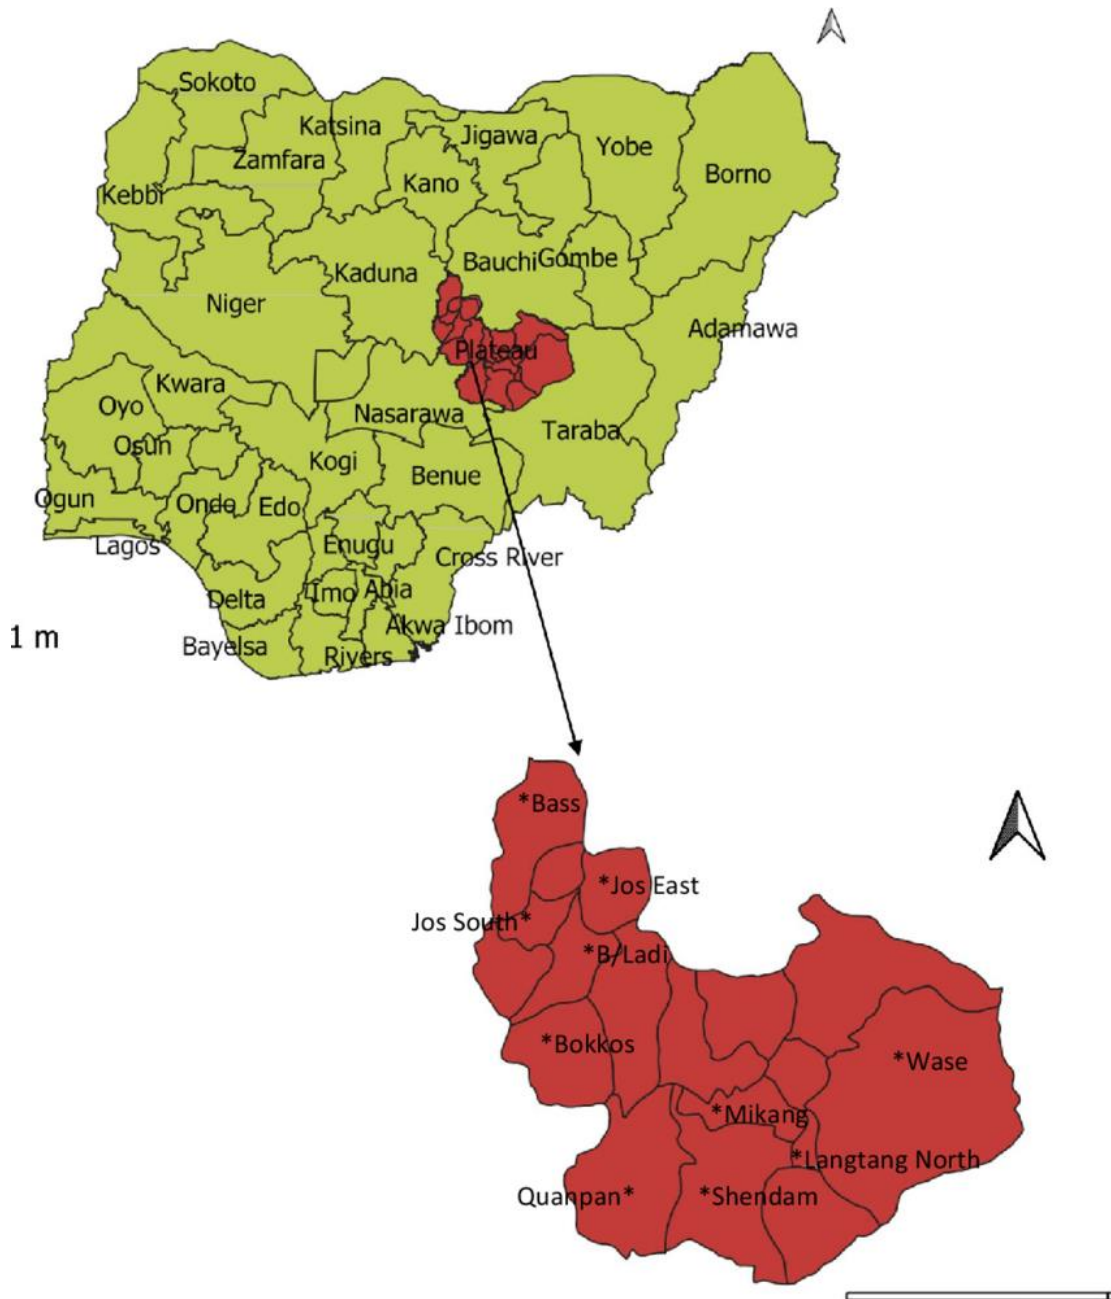 Sokoto
Katsina
Jigawa
Yobe
Zamfara
Borno
Kano
Kebbi
Bauchi
Gombe
Kaduna
Niger
Adamawa
Plateau
Kwara
Oyo
Nasarawa
Taraba
Osun
Kogi
Benue
Ogun
Ondo
Edo
Lagos
Enugu
Cross River
Delta
Imo
Abia
Akwa Ibom
1 m
Bayelsa
Rivers
*Bass
*Jos East
Jos South*
*B/Ladi
*Bokkos
*Wase
*Mikang
*Langtang North
Quanpan*
*Shendam